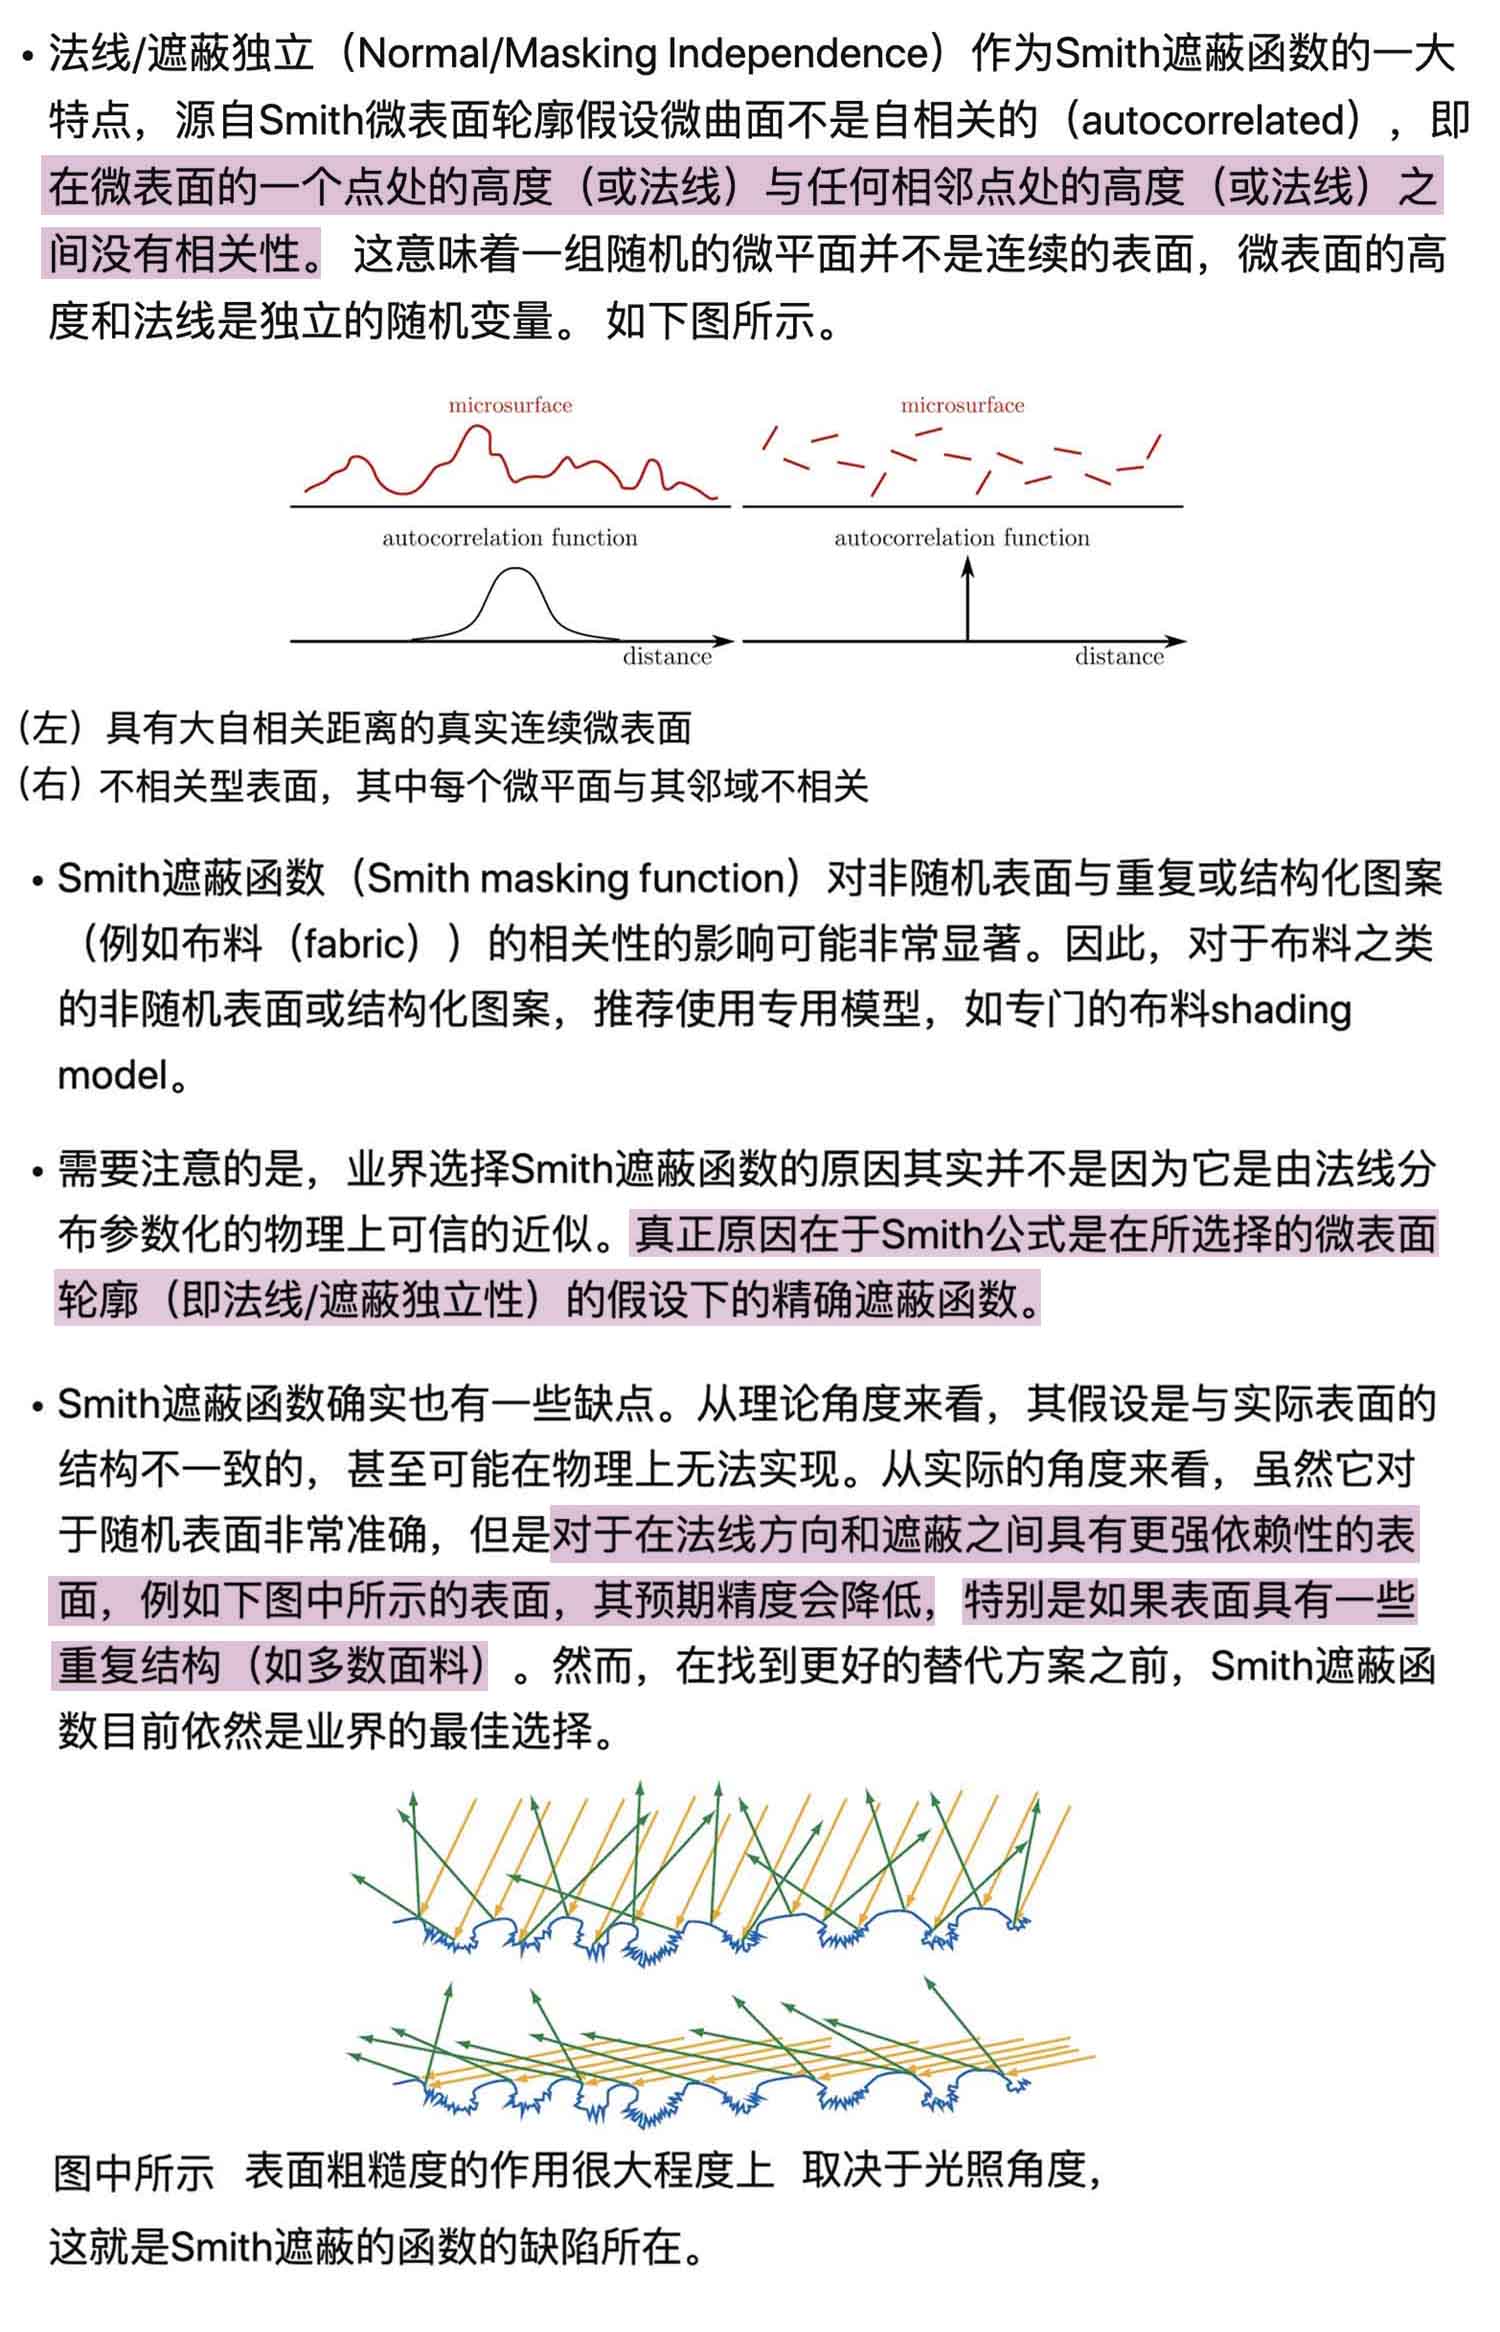 • 法线/遮蔽独立（Normal/Masking Independence）作为Smith遮蔽函数的一大
特点，源自Smith微表面轮廓假设微曲面不是自相关的（autocorrelated），即
在微表面的一个点处的高度（或法线）与任何相邻点处的高度（或法线）之
间没有相关性。 这意味着一组随机的微平面并不是连续的表面，微表面的高
度和法线是独立的随机变量。 如下图所示。
microsurface
microsurface
autocorrelation function
autocorrelation function
distance
distance
（左）具有大自相关距离的真实连续微表面
（右）不相关型表面，其中每个微平面与其邻域不相关
• Smith遮蔽函数（Smith masking function）对非随机表面与重复或结构化图案
（例如布料（fabric））的相关性的影响可能非常显著。因此，对于布料之类
的非随机表面或结构化图案，推荐使用专用模型，如专门的布料shading
model。
• 需要注意的是，业界选择Smith遮蔽函数的原因其实并不是因为它是由法线分
布参数化的物理上可信的近似。真正原因在于Smith公式是在所选择的微表面
轮廓（即法线/遮蔽独立性）的假设下的精确遮蔽函数。
• Smith遮蔽函数确实也有一些缺点。从理论角度来看，其假设是与实际表面的
结构不一致的，甚至可能在物理上无法实现。从实际的角度来看，虽然它对
于随机表面非常准确，但是对于在法线方向和遮蔽之间具有更强依赖性的表
面，例如下图中所示的表面，其预期精度会降低，特别是如果表面具有一些
重复结构（如多数面料）。然而，在找到更好的替代方案之前，Smith遮蔽函
数目前依然是业界的最佳选择。
图中所示 表面粗糙度的作用很大程度上 取决于光照角度，
这就是Smith遮蔽的函数的缺陷所在。